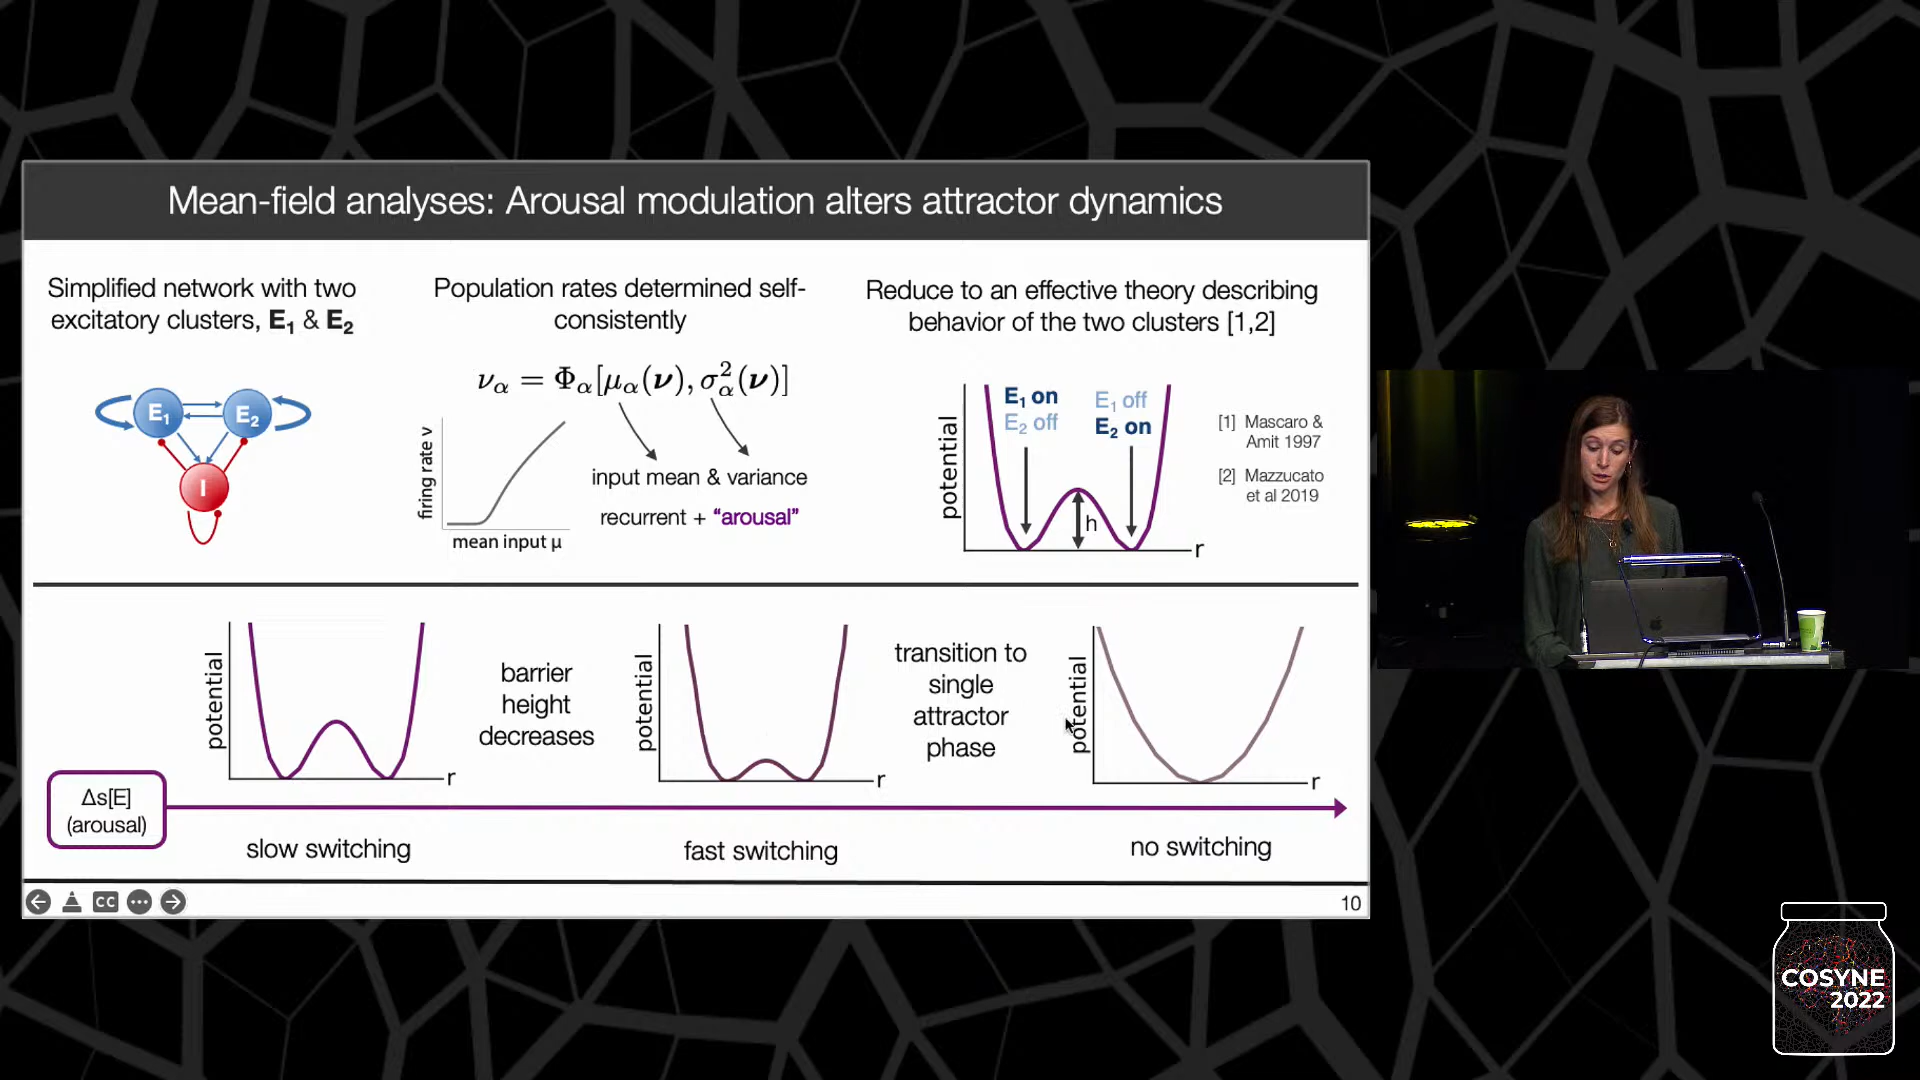 Mean-field analyses: Arousal modulation alters attractor dynamics
Simplified network with two
excitatory clusters, E₁ & E₂
E₁
E₂
I
Population rates determined self-
consistently
να = Φα[μα(ν), σ²α(ν)]
firing rate ν
mean input μ
input mean & variance
recurrent + “arousal”
Reduce to an effective theory describing
behavior of the two clusters [1,2]
potential
E₁ on
E₂ off
E₁ off
E₂ on
h
r
[1] Mascaro &
Amit 1997
[2] Mazzucato
et al 2019
potential
r
barrier
height
decreases
potential
r
transition to
single
attractor
phase
potential
r
Δs[E]
(arousal)
slow switching
fast switching
no switching
CC
10
COSYNE
2022